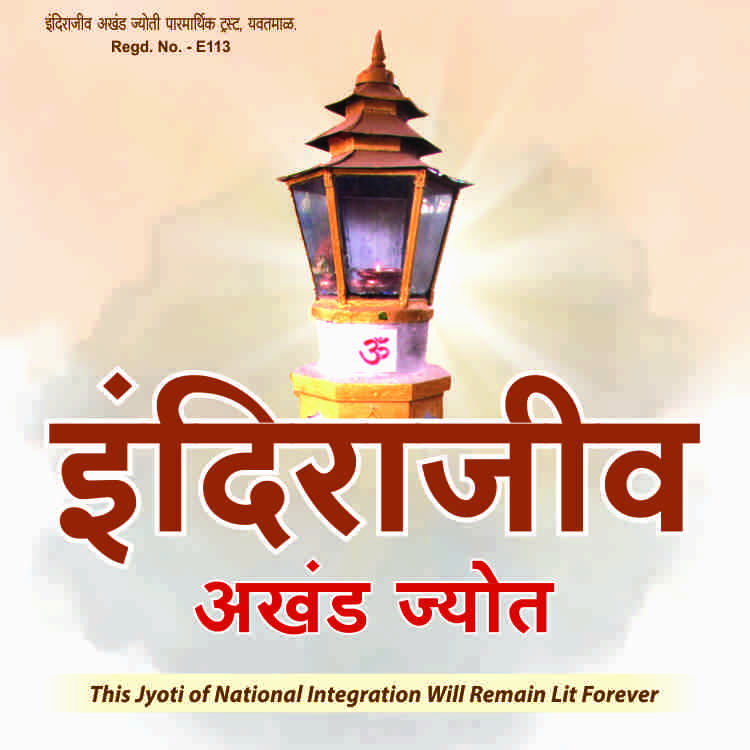 इंदिराजीव अखंड ज्योती पारमार्थिक ट्रस्ट, यवतमाळ.
Regd. No. - E113
ॐ
इंदिराजीव
अखंड ज्योत
This Jyoti of National Integration Will Remain Lit Forever